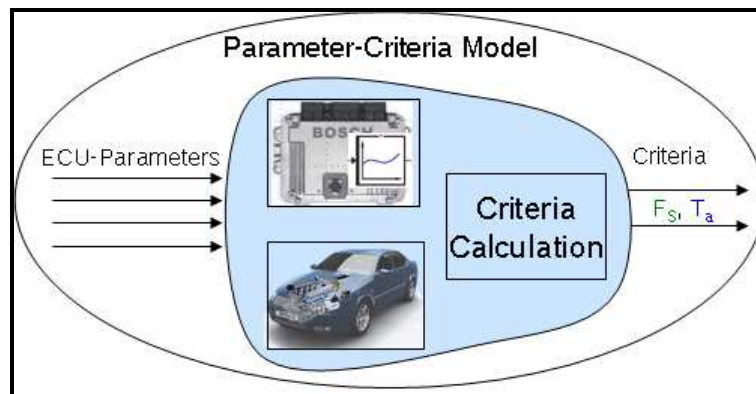 Parameter-Criteria Model
BOSCH
ECU-Parameters
Criteria
Criteria
Calculation
Fs, Ta